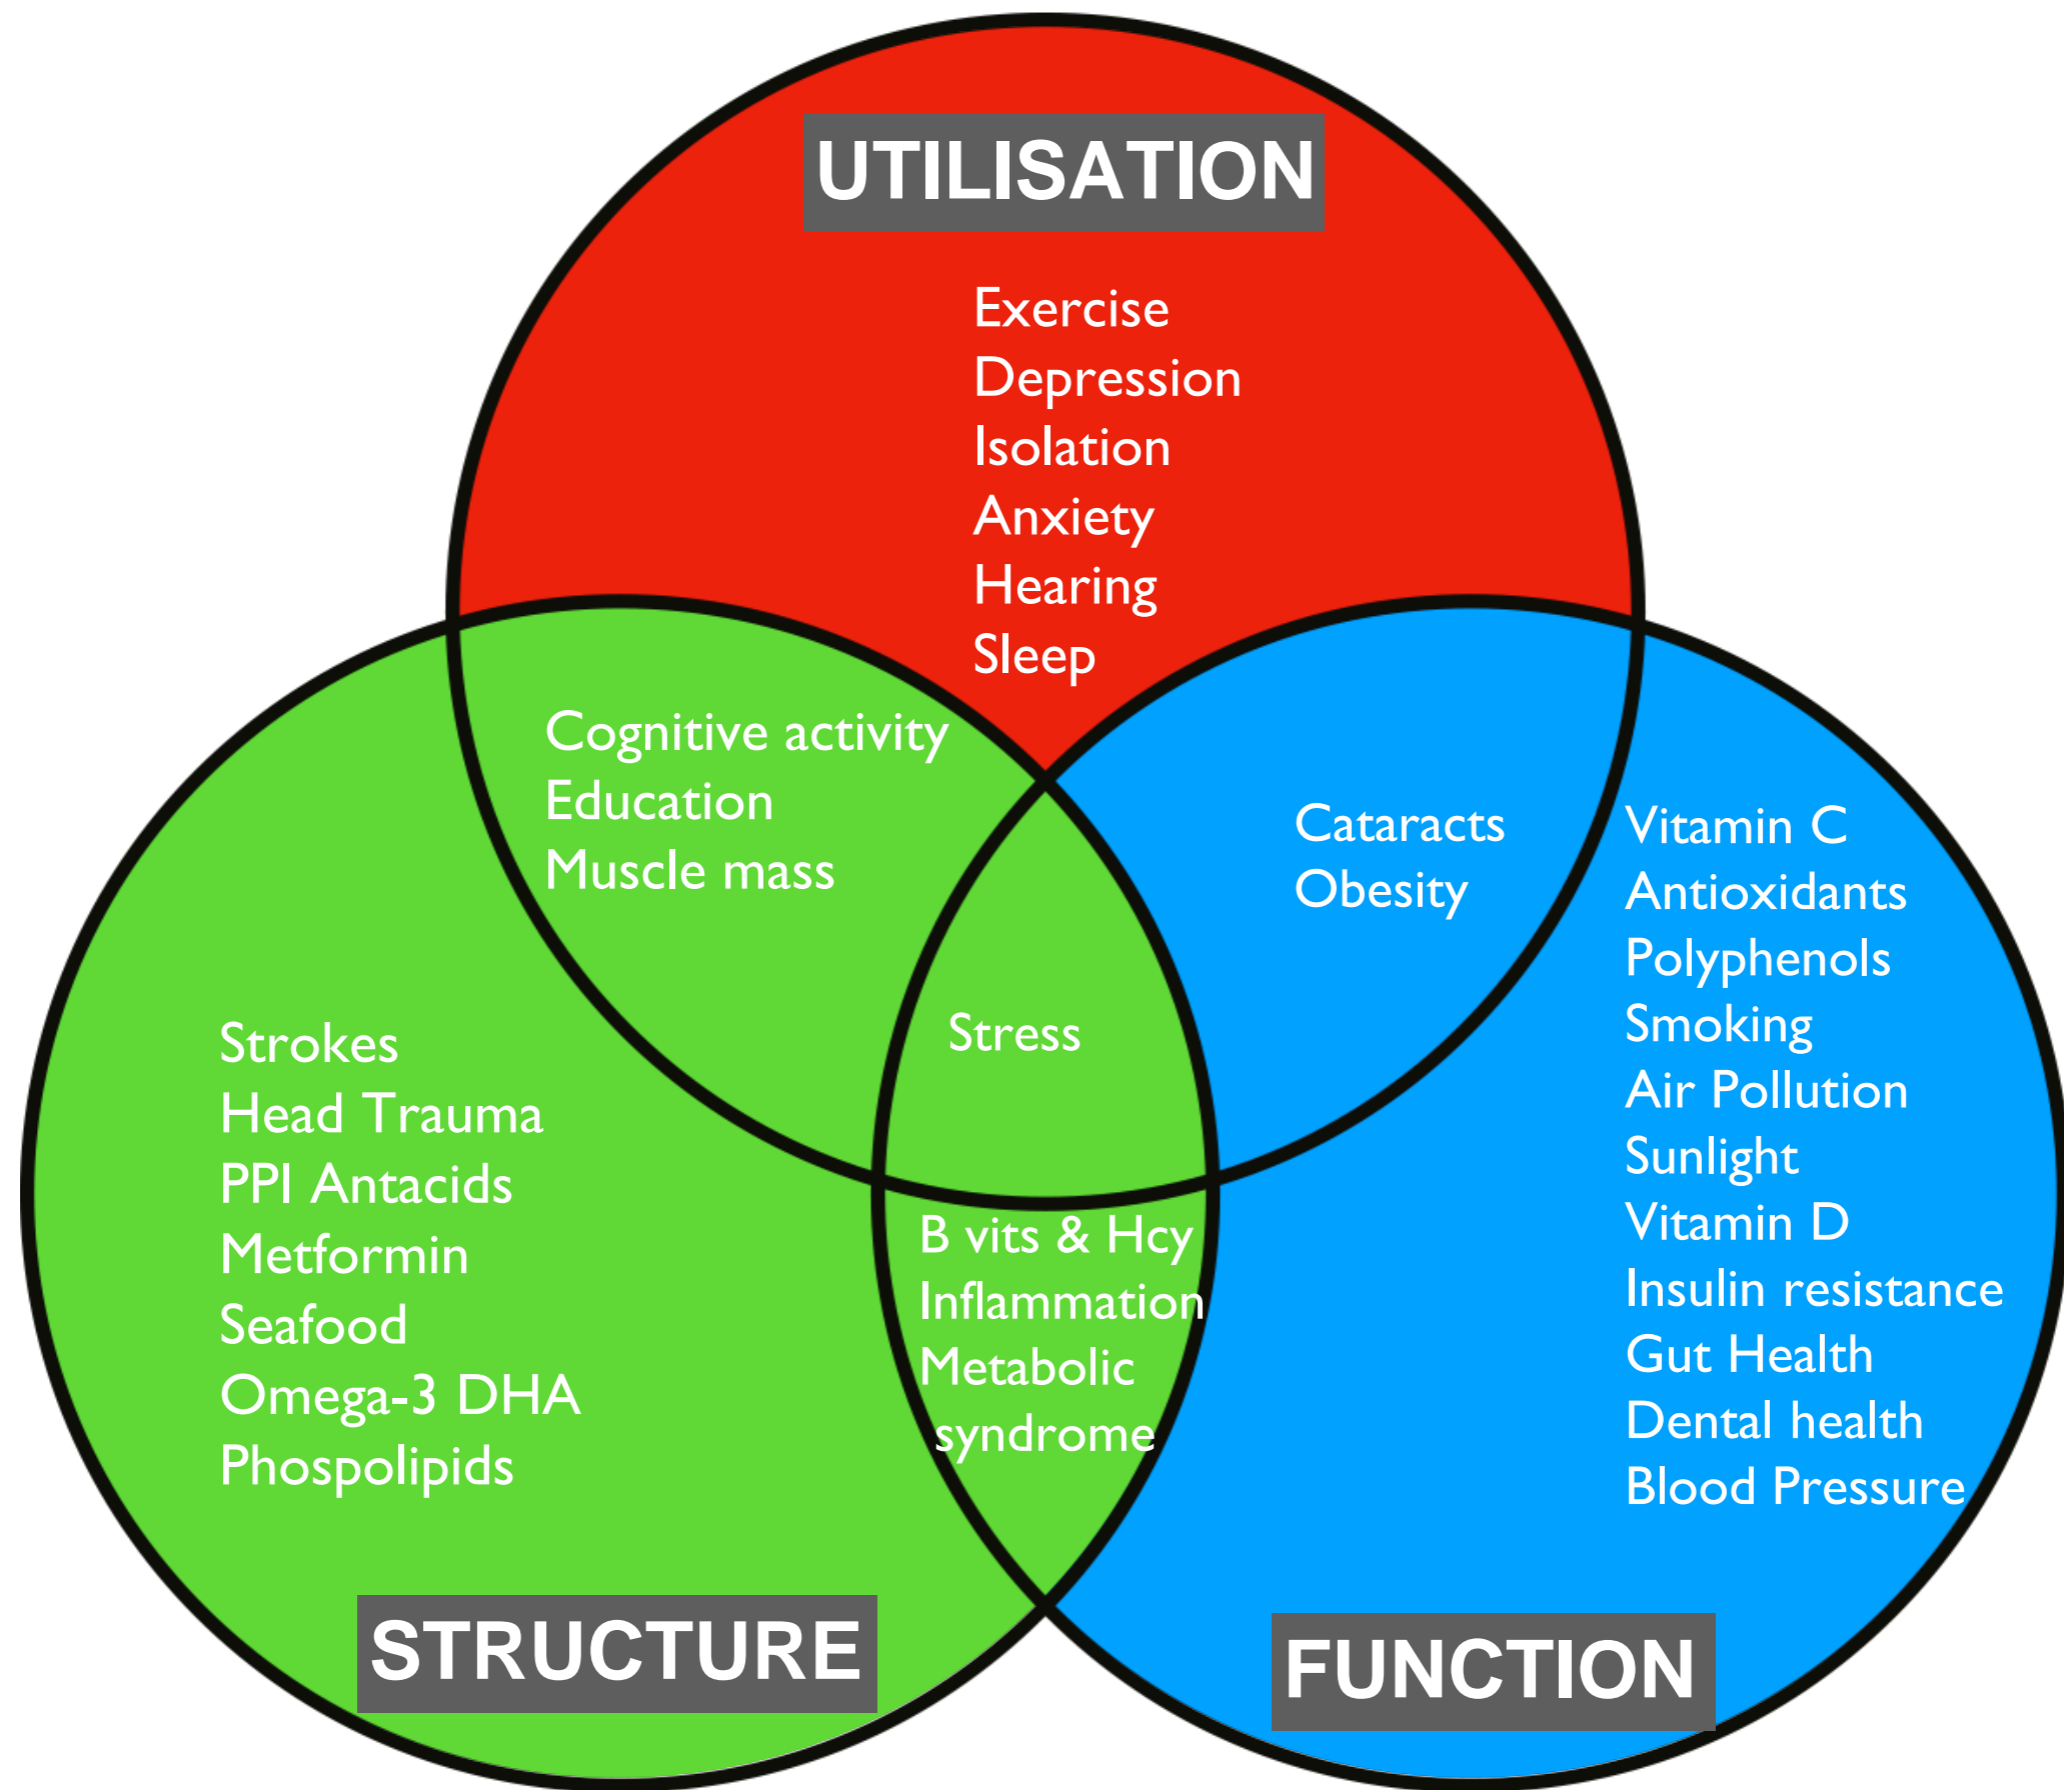 UTILISATION
Exercise
Depression
Isolation
Anxiety
Hearing
Sleep
Cognitive activity
Education
Muscle mass
Cataracts
Obesity
Vitamin C
Antioxidants
Polyphenols
Smoking
Air Pollution
Sunlight
Vitamin D
Insulin resistance
Gut Health
Dental health
Blood Pressure
Stress
Strokes
Head Trauma
PPI Antacids
Metformin
Seafood
Omega-3 DHA
Phospolipids
B vits & Hcy
Inflammation
Metabolic
syndrome
STRUCTURE
FUNCTION